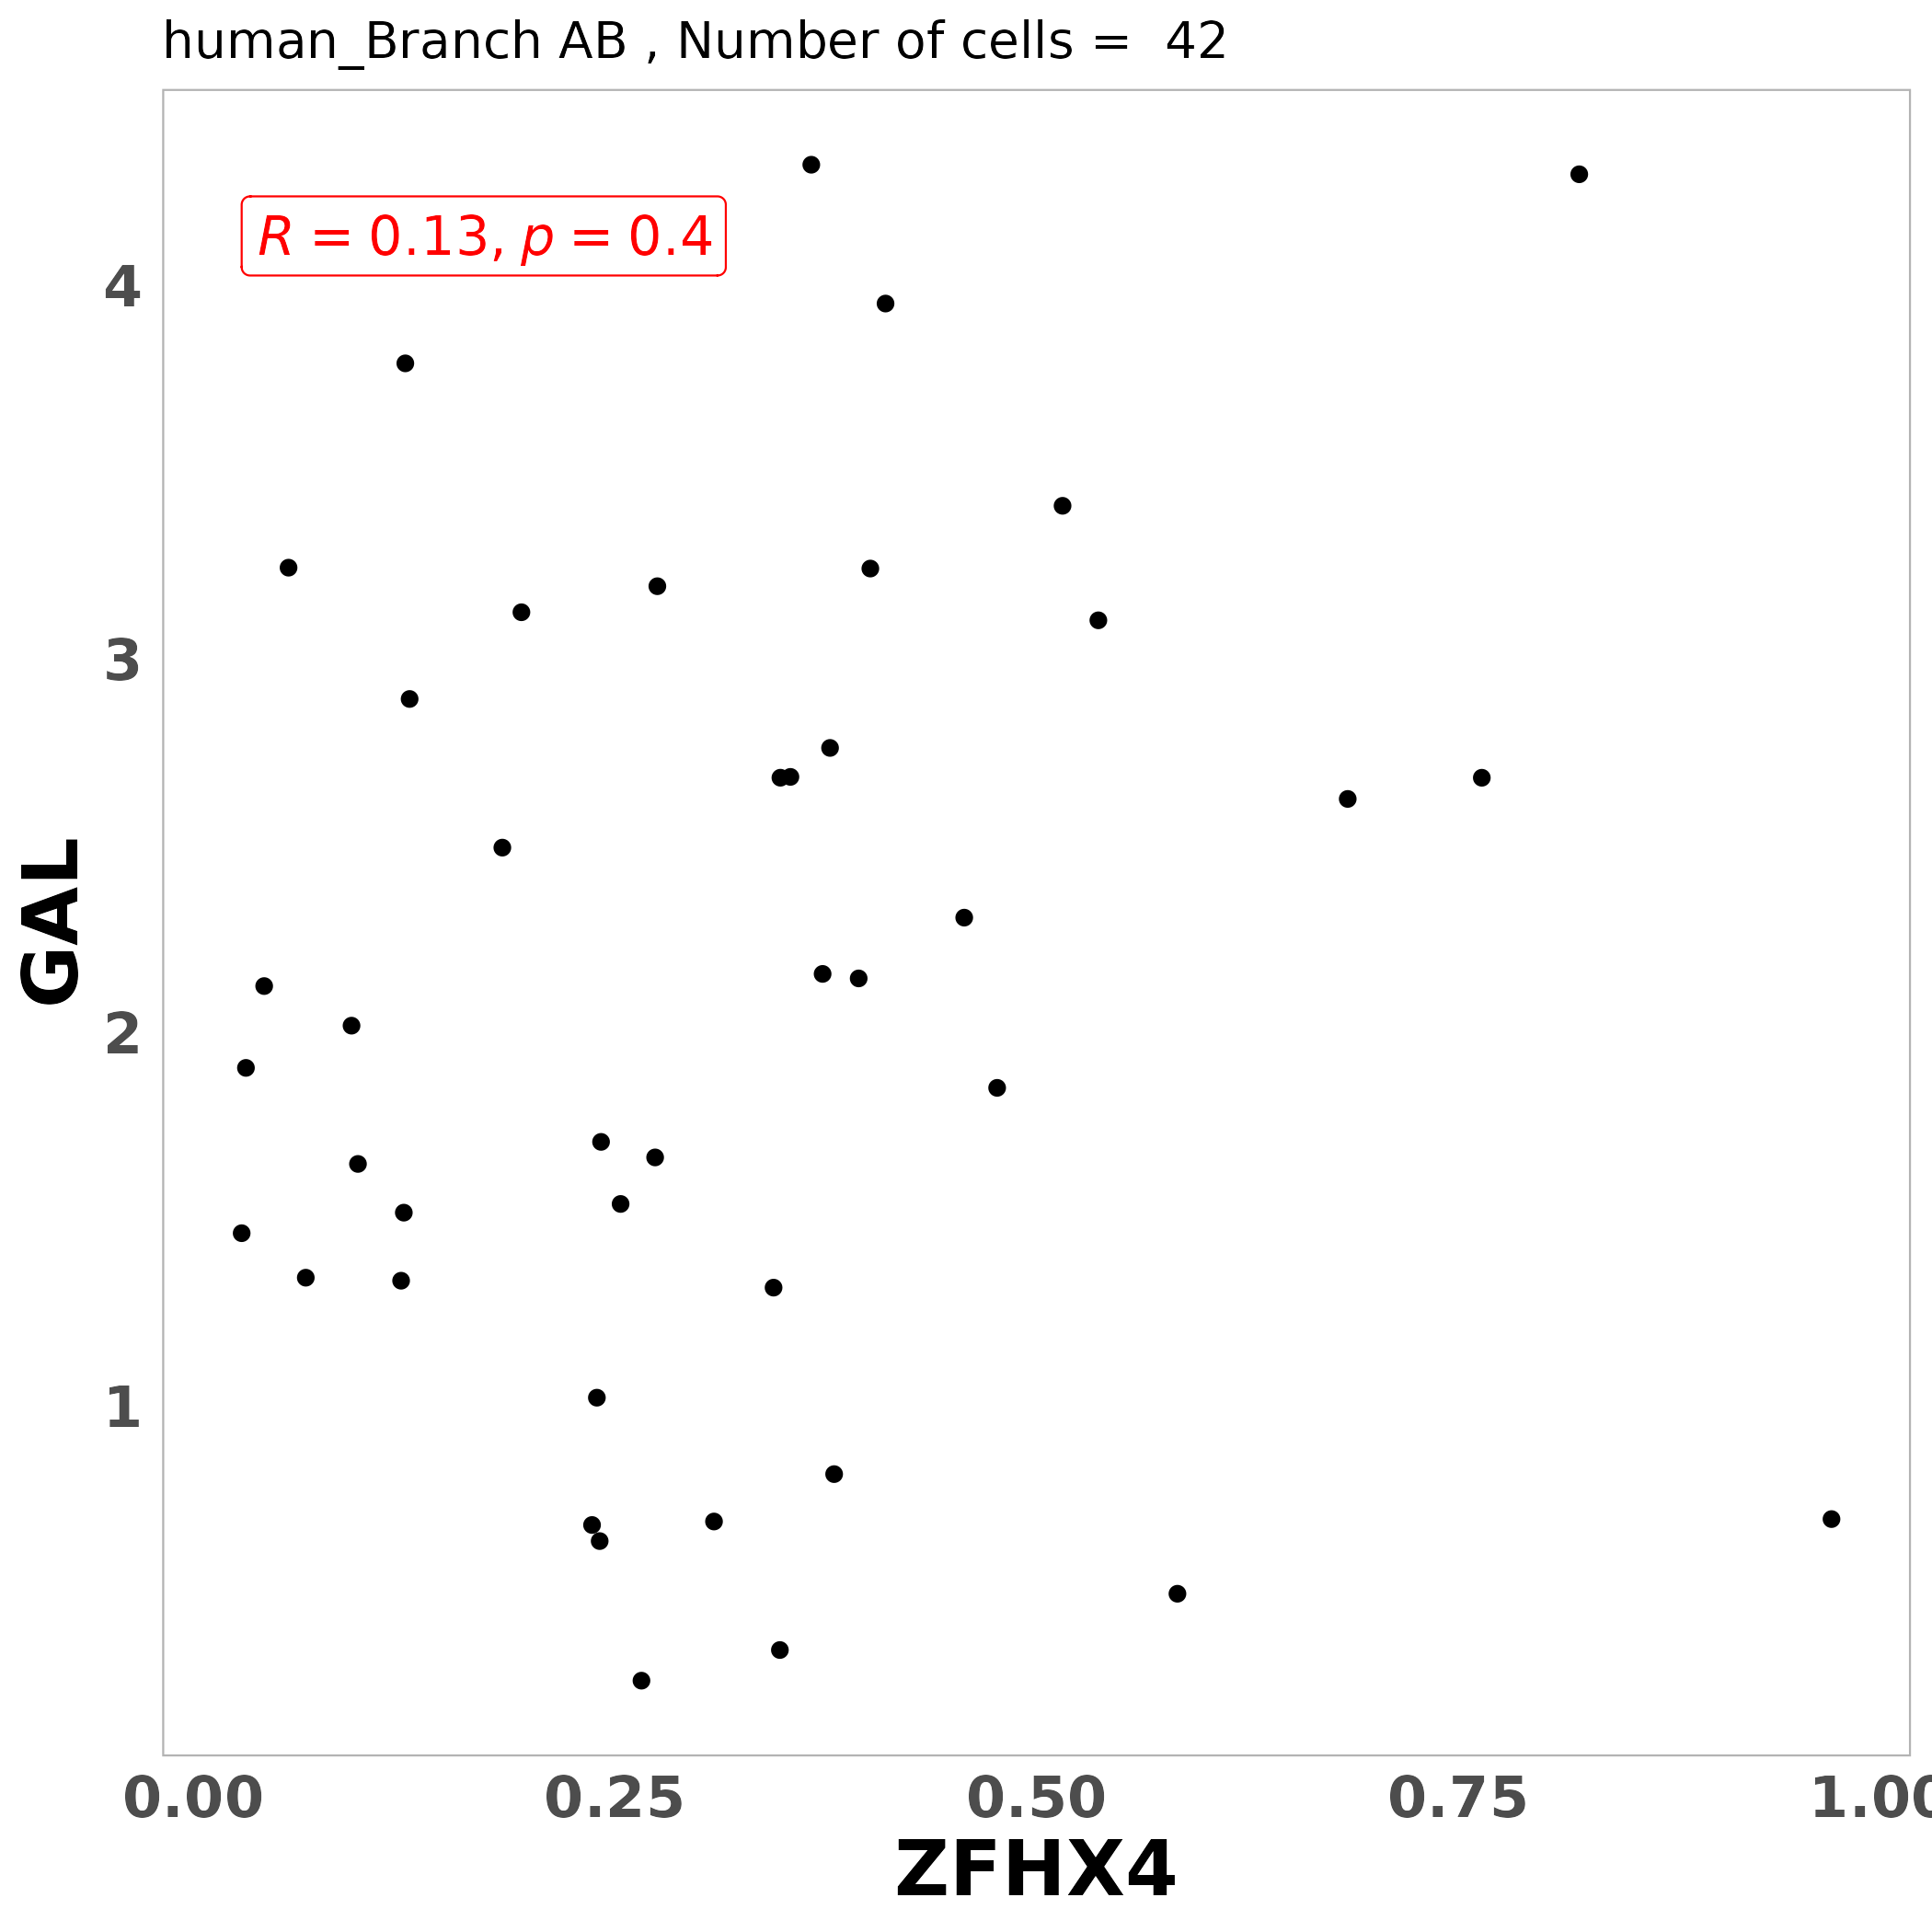 human_Branch AB , Number of cells =  42
R = 0.13, p = 0.4
4
3
2
1
GAL
0.00 0.25 0.50 0.75 1.00
ZFHX4